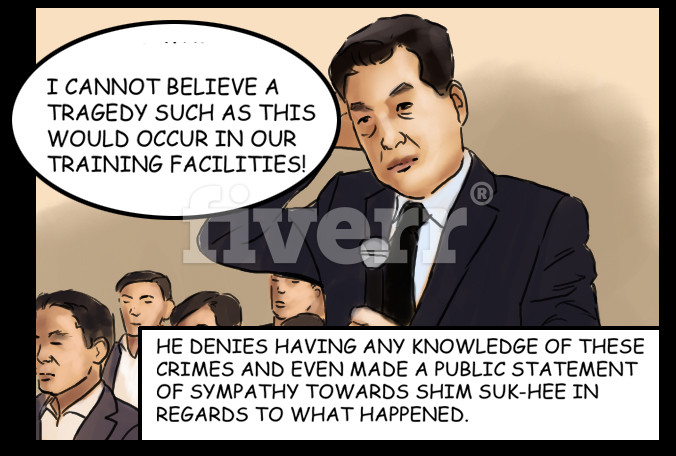 I CANNOT BELIEVE A
TRAGEDY SUCH AS THIS
WOULD OCCUR IN OUR
TRAINING FACILITIES!
fiverr®
HE DENIES HAVING ANY KNOWLEDGE OF THESE
CRIMES AND EVEN MADE A PUBLIC STATEMENT
OF SYMPATHY TOWARDS SHIM SUK-HEE IN
REGARDS TO WHAT HAPPENED.